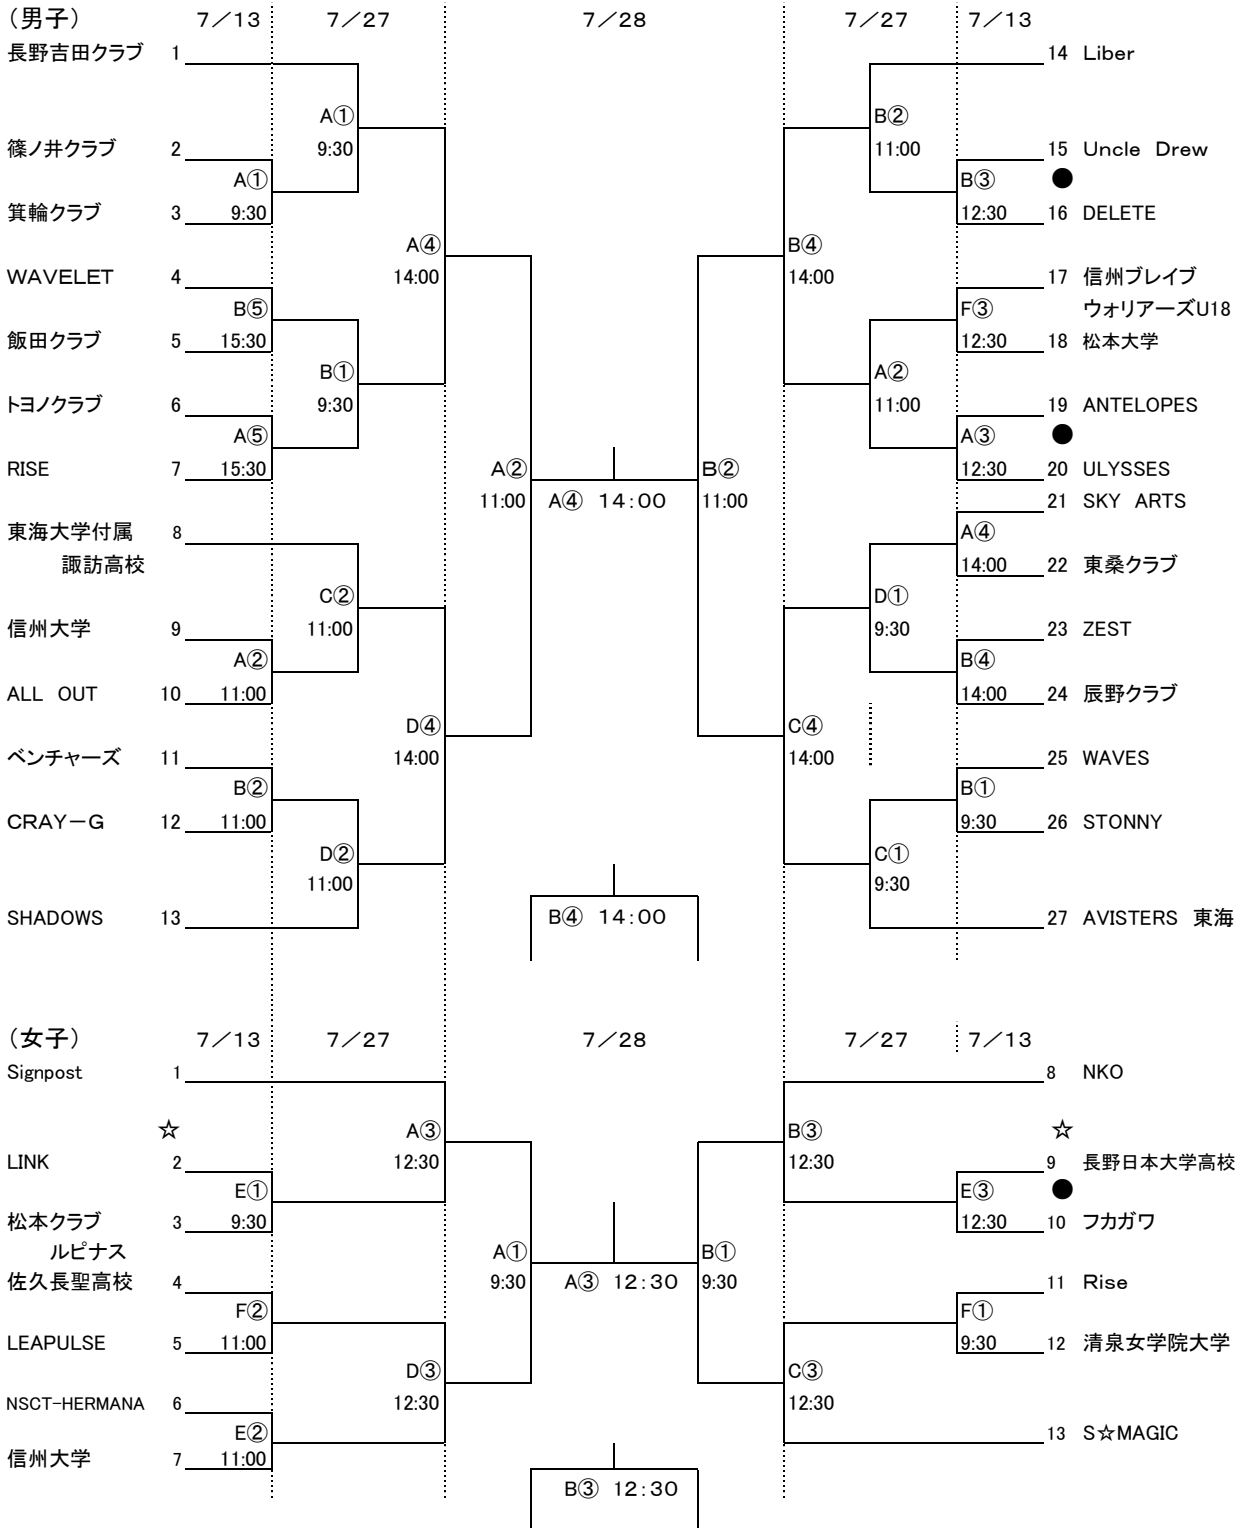 （男子） 7／13 7／27 7／28 7／27 7／13
長野吉田クラブ 1 14 Liber
A① B②
篠ノ井クラブ 2 9:30 11:00 15 Uncle Drew
A① B③ ●
箕輪クラブ 3 9:30 12:30 16 DELETE
A④ B④
WAVELET 4 14:00 14:00 17 信州ブレイブ
B⑤ F③ ウォリアーズU18
飯田クラブ 5 15:30 12:30 18 松本大学
B① A②
トヨノクラブ 6 9:30 11:00 19 ANTELOPES
A⑤ A③ ●
RISE 7 15:30 A② B② 12:30 20 ULYSSES
11:00 A④ 14:00 11:00 21 SKY ARTS
東海大学付属 8 A④
諏訪高校 14:00 22 東桑クラブ
C② D①
信州大学 9 11:00 9:30 23 ZEST
A② B④
ALL OUT 10 11:00 14:00 24 辰野クラブ
D④ C④
ベンチャーズ 11 14:00 14:00 25 WAVES
B② B①
CRAY－G 12 11:00 9:30 26 STONNY
D② C①
11:00 9:30
SHADOWS 13 B④ 14:00 27 AVISTERS 東海
（女子） 7／13 7／27 7／28 7／27 7／13
Signpost 1 8 NKO
☆ A③ B③ ☆
LINK 2 12:30 12:30 9 長野日本大学高校
E① E③ ●
松本クラブ 3 9:30 12:30 10 フカガワ
ルピナス A① B①
佐久長聖高校 4 9:30 A③ 12:30 9:30 11 Rise
F② F①
LEAPULSE 5 11:00 9:30 12 清泉女学院大学
D③ C③
NSCT-HERMANA 6 12:30 12:30
E② 13 S☆MAGIC
信州大学 7 11:00
B③ 12:30